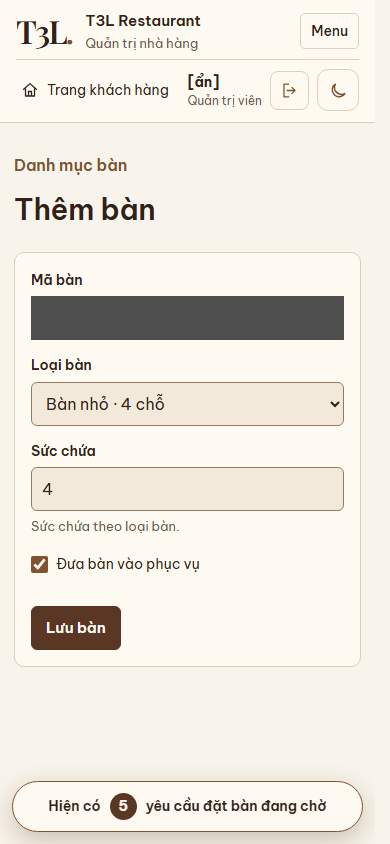 T3L.
T3L Restaurant
Quản trị nhà hàng
Menu
Trang khách hàng
[ẩn]
Quản trị viên
Danh mục bàn
Thêm bàn
Mã bàn
Loại bàn
Bàn nhỏ · 4 chỗ
Sức chứa
4
Sức chứa theo loại bàn.
Đưa bàn vào phục vụ
Lưu bàn
Hiện có 5 yêu cầu đặt bàn đang chờ